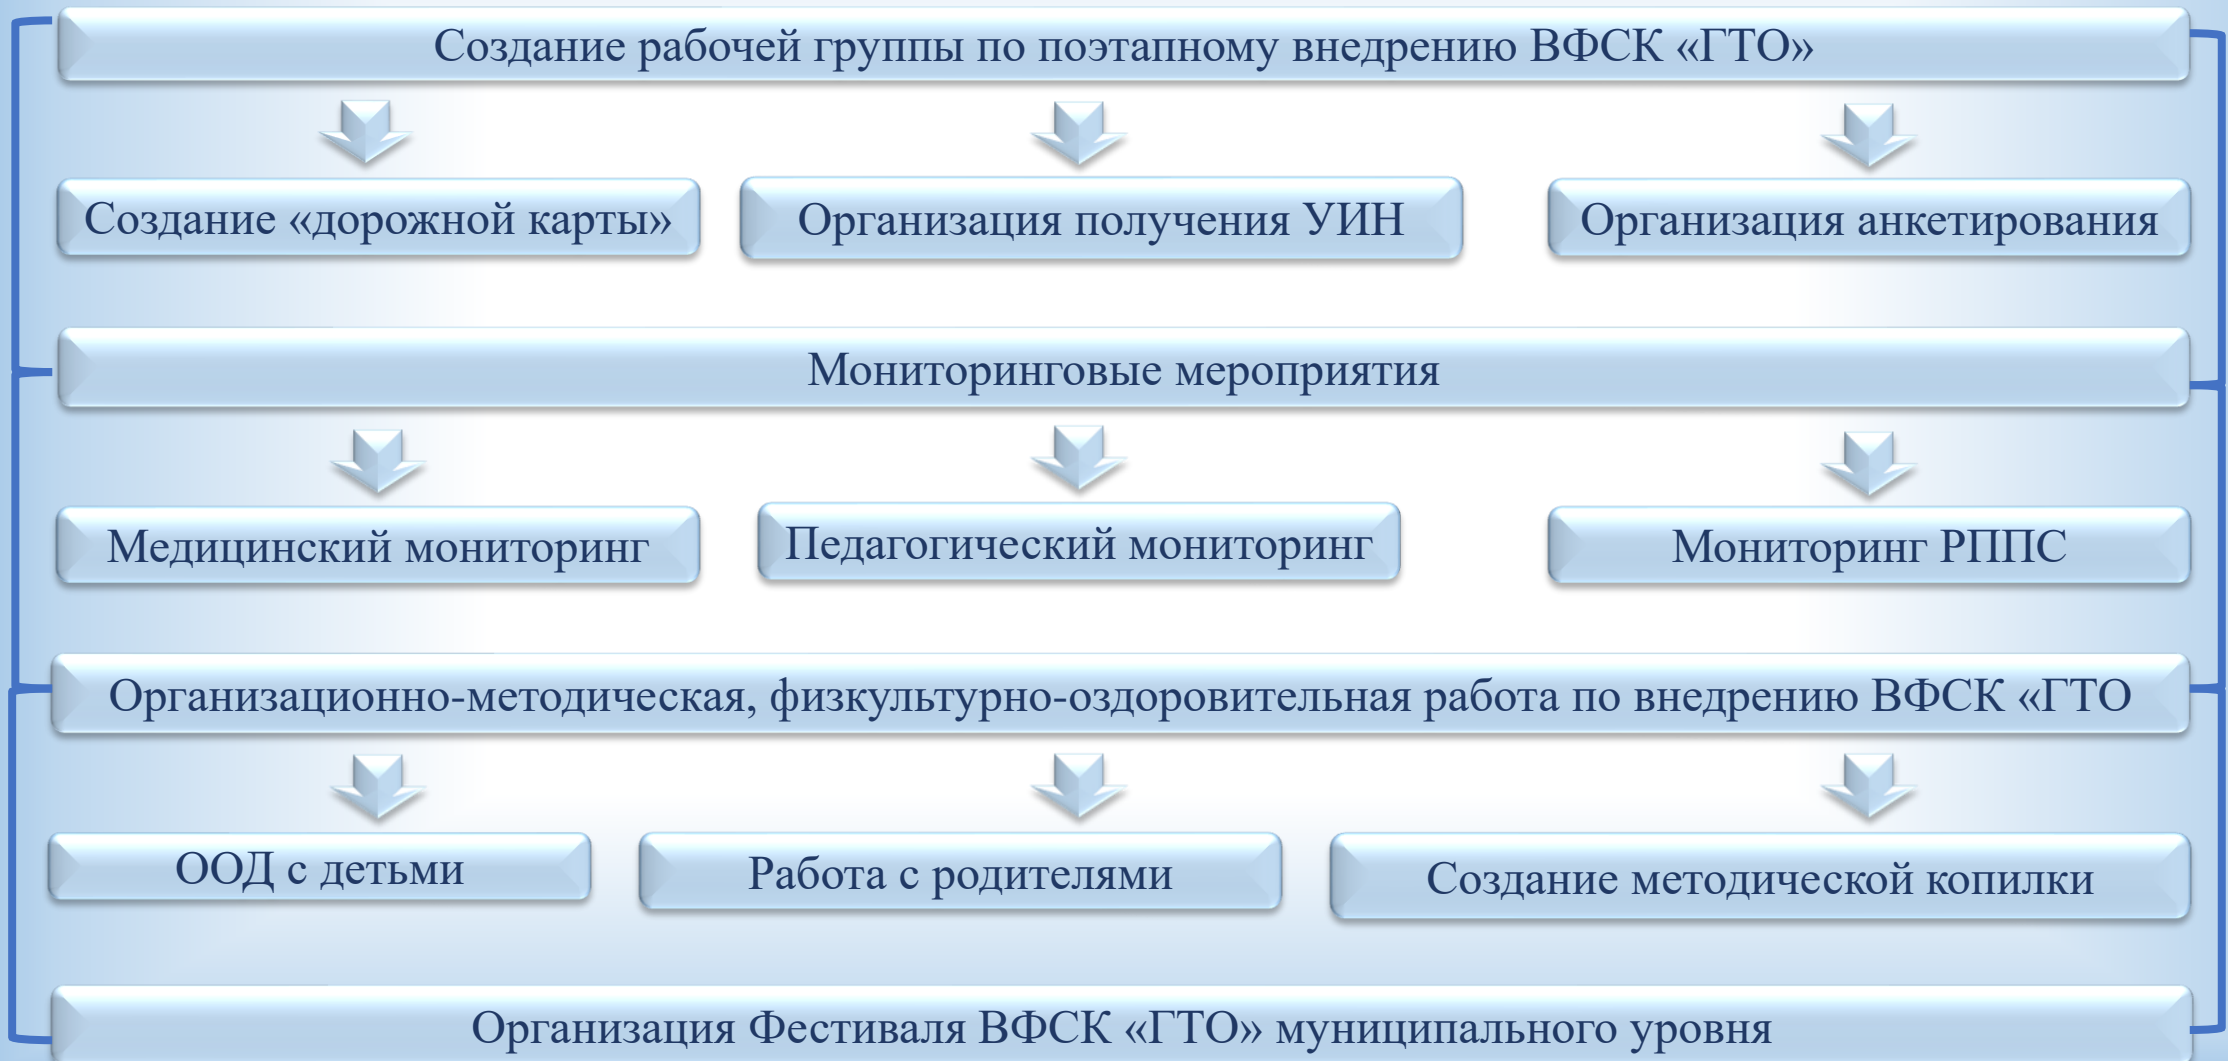 Создание рабочей группы по поэтапному внедрению ВФСК «ГТО»
Создание «дорожной карты»
Организация получения УИН
Организация анкетирования
Мониторинговые мероприятия
Медицинский мониторинг
Педагогический мониторинг
Мониторинг РППС
Организационно-методическая, физкультурно-оздоровительная работа по внедрению ВФСК «ГТО
ООД с детьми
Работа с родителями
Создание методической копилки
Организация Фестиваля ВФСК «ГТО» муниципального уровня